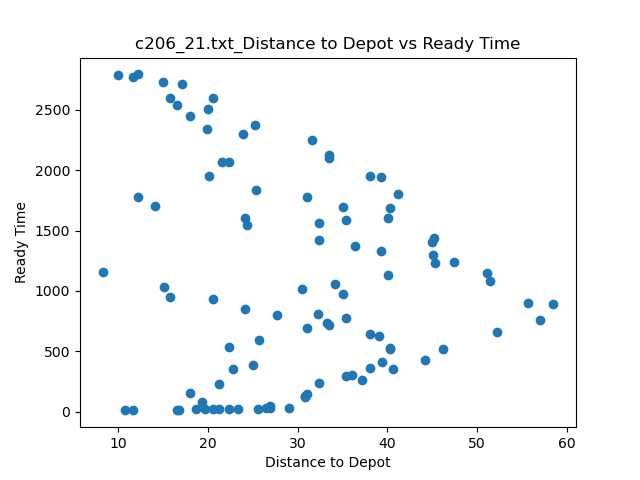 c206_21.txt_Distance to Depot vs Ready Time
2500
2000
1500
1000
500
0
Ready Time
10 20 30 40 50 60
Distance to Depot